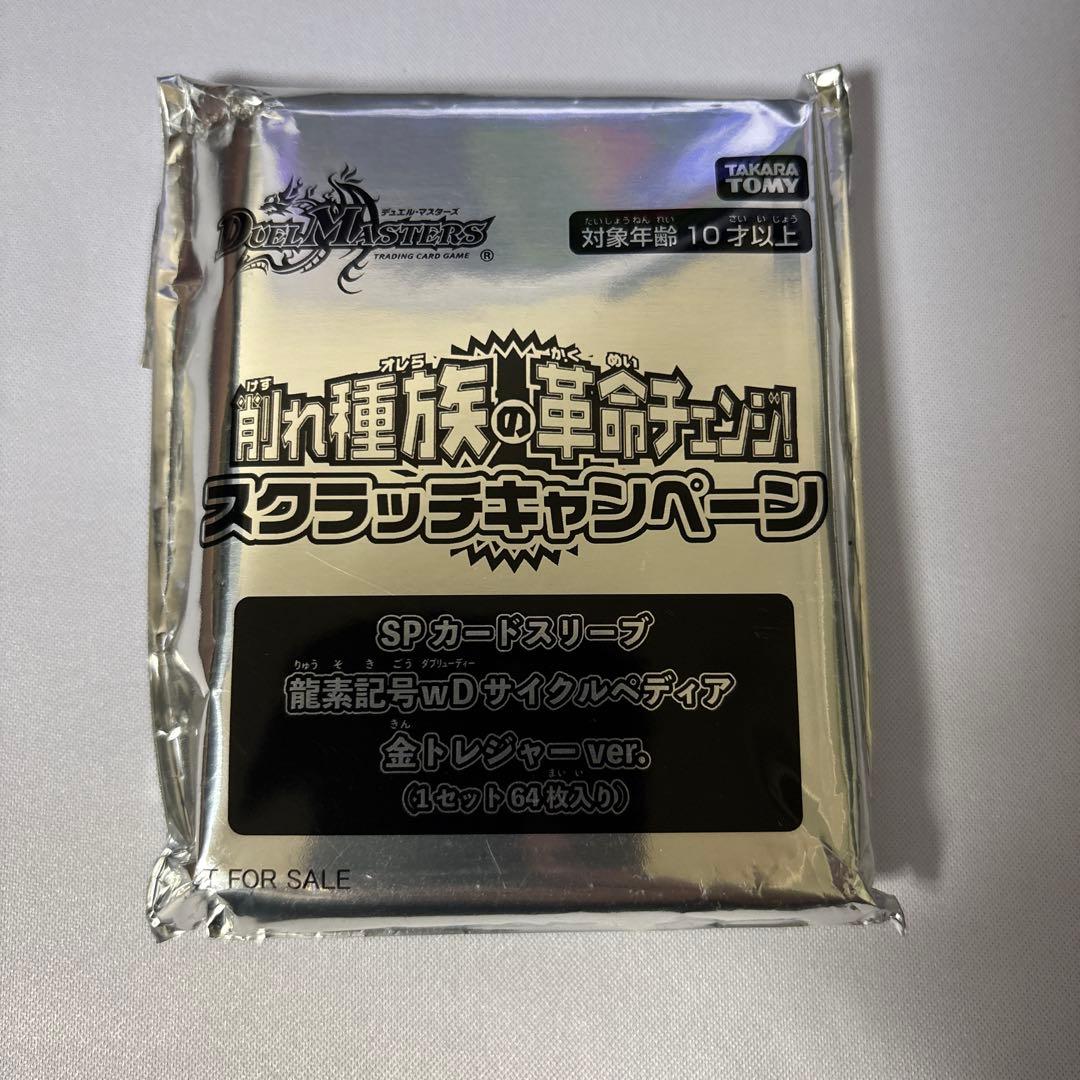 TAKARA
TOMY
デュエル・マスターズ
DUEL MASTERS
TRADING CARD GAME ®
たいしょうねんれい さいいじょう
対象年齢 10 才以上
けず オレら かく めい
削れ種族の革命チェンジ!
スクラッチキャンペーン
SPカードスリーブ
りゅう そ き ごう ダブリューディー
龍素記号wD サイクルペディア
きん
金トレジャー ver.
まい い
(1セット64枚入り)
T FOR SALE